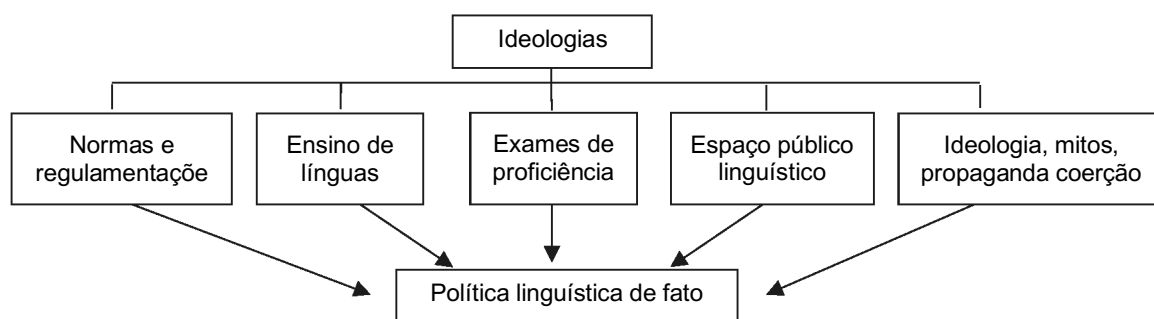 Ideologias
Normas e
regulamentaçõe
Ensino de
línguas
Exames de
proficiência
Espaço público
linguístico
Ideologia, mitos,
propaganda coerção
Política linguística de fato